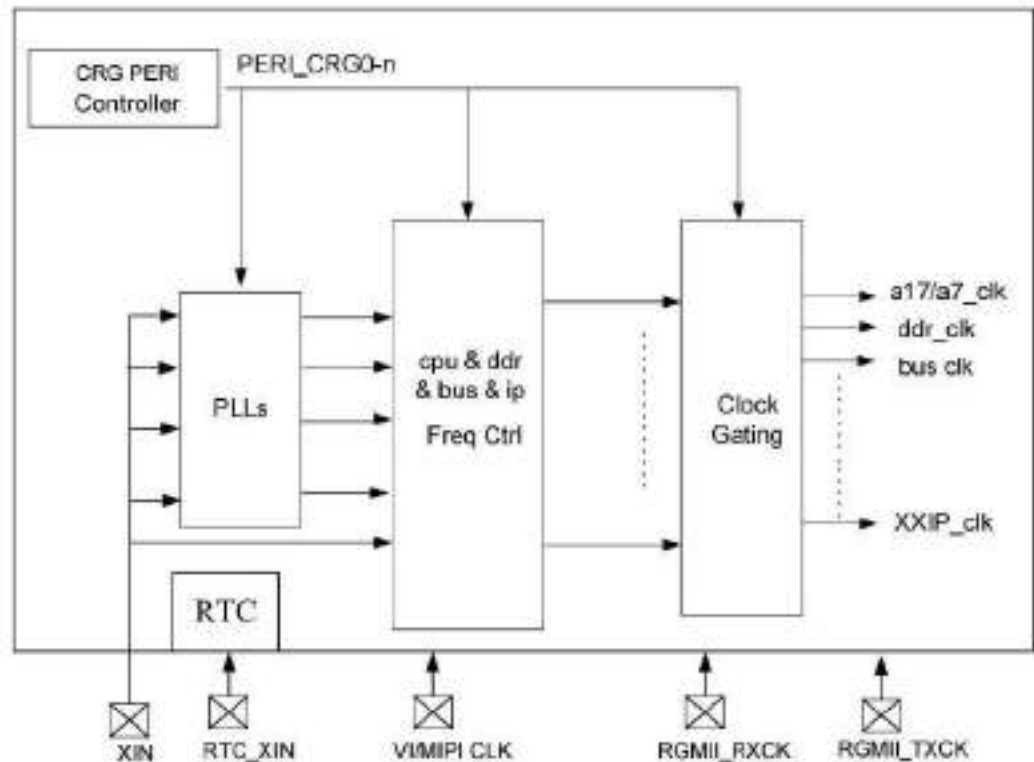 CRG PERI
Controller
PERI_CRG0-n
PLLs
cpu & ddr
& bus & ip
Freq Ctrl
Clock
Gating
a17/a7_clk
ddr_clk
bus clk
XXIP_clk
RTC
XIN
RTC_XIN
VI/MIPI CLK
RGMII_RXCK
RGMII_TXCK